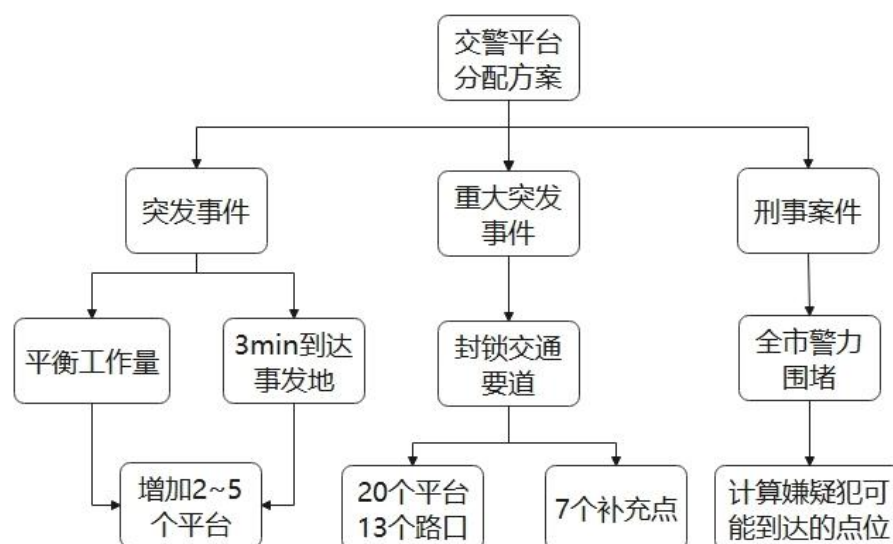 交警平台
分配方案
突发事件
重大突发
事件
刑事案件
平衡工作量
3min到达
事发地
封锁交通
要道
全市警力
围堵
增加2~5
个平台
20个平台
13个路口
7个补充点
计算嫌疑犯可
能到达的点位